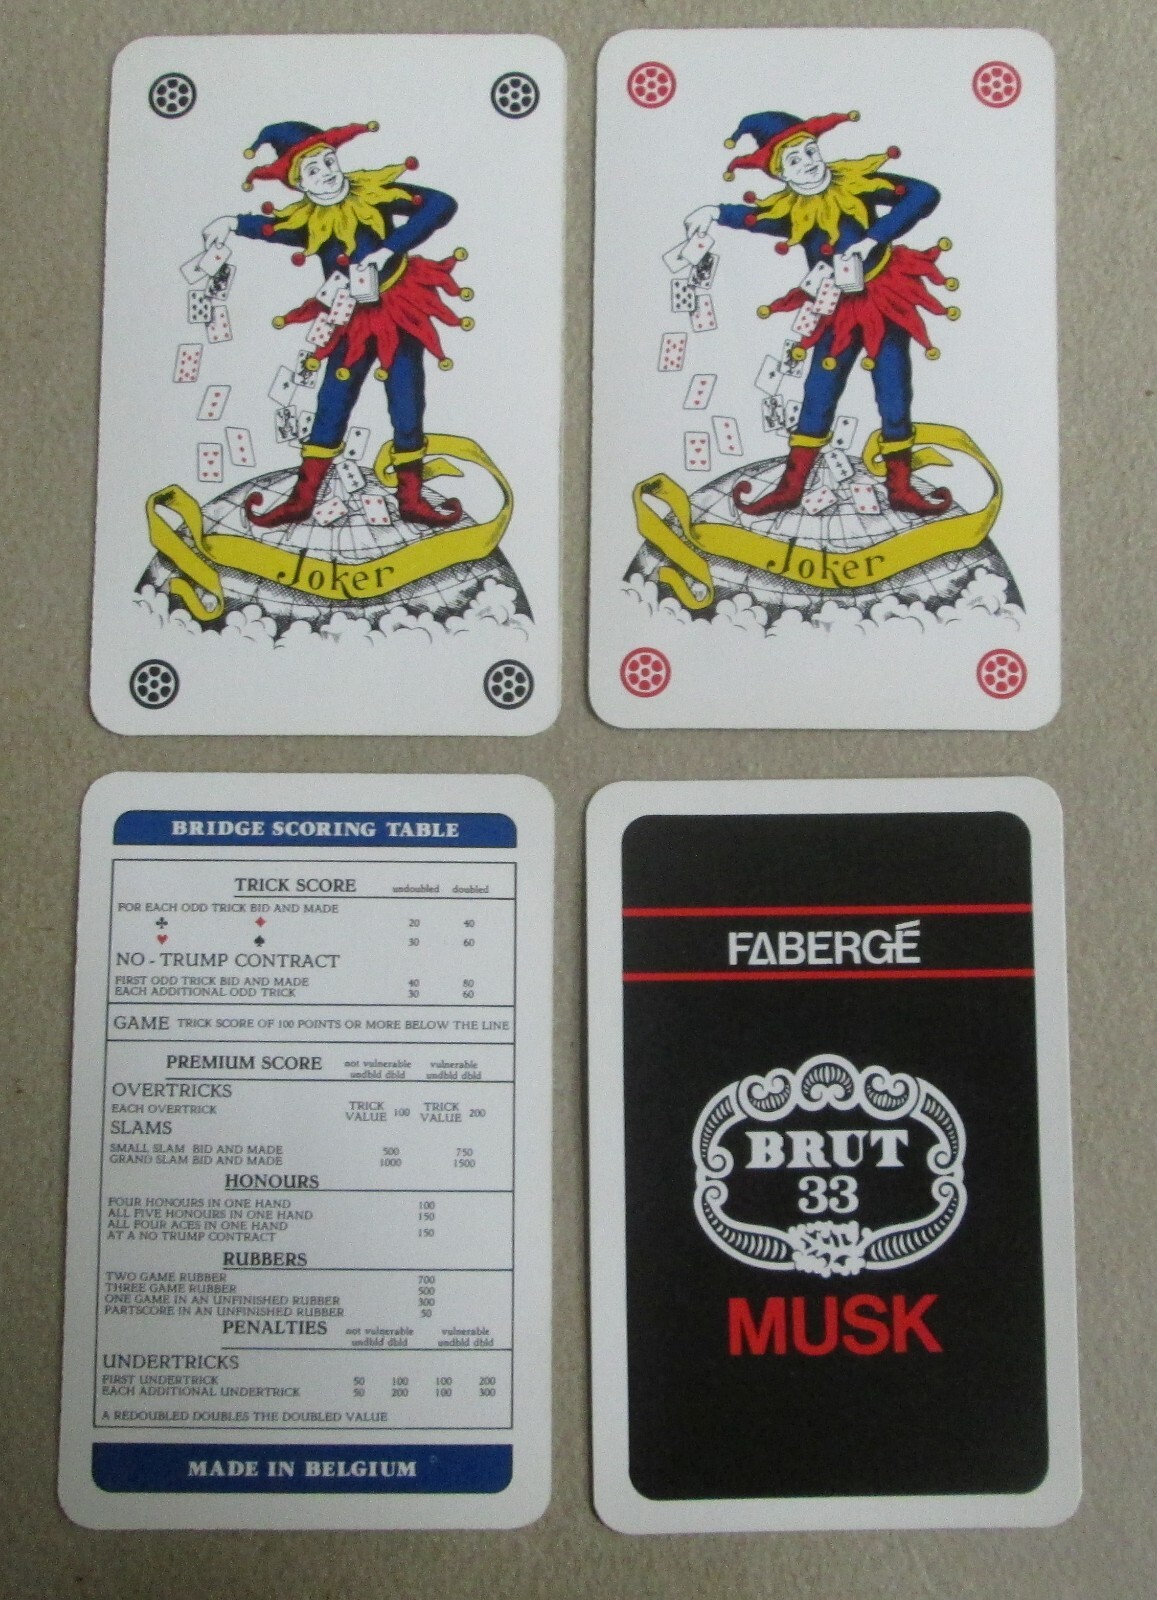 Joker
Joker
BRIDGE SCORING TABLE
TRICK SCORE undoubled doubled
FOR EACH ODD TRICK BID AND MADE
♣ ♦ 20 40
♥ ♠ 30 60
NO - TRUMP CONTRACT
FIRST ODD TRICK BID AND MADE 40 80
EACH ADDITIONAL ODD TRICK 30 60
GAME TRICK SCORE OF 100 POINTS OR MORE BELOW THE LINE
PREMIUM SCORE not vulnerable vulnerable
undbld dbld undbld dbld
OVERTRICKS
EACH OVERTRICK TRICK VALUE 100 TRICK VALUE 200
SLAMS
SMALL SLAM BID AND MADE 500 750
GRAND SLAM BID AND MADE 1000 1500
HONOURS
FOUR HONOURS IN ONE HAND 100
ALL FIVE HONOURS IN ONE HAND 150
ALL FOUR ACES IN ONE HAND
AT A NO TRUMP CONTRACT 150
RUBBERS
TWO GAME RUBBER 700
THREE GAME RUBBER 500
ONE GAME IN AN UNFINISHED RUBBER 300
PARTSCORE IN AN UNFINISHED RUBBER 50
PENALTIES not vulnerable vulnerable
undbld dbld undbld dbld
UNDERTRICKS
FIRST UNDERTRICK 50 100 100 200
EACH ADDITIONAL UNDERTRICK 50 200 100 300
A REDOUBLED DOUBLES THE DOUBLED VALUE
MADE IN BELGIUM
FABERGÉ
BRUT
33
MUSK